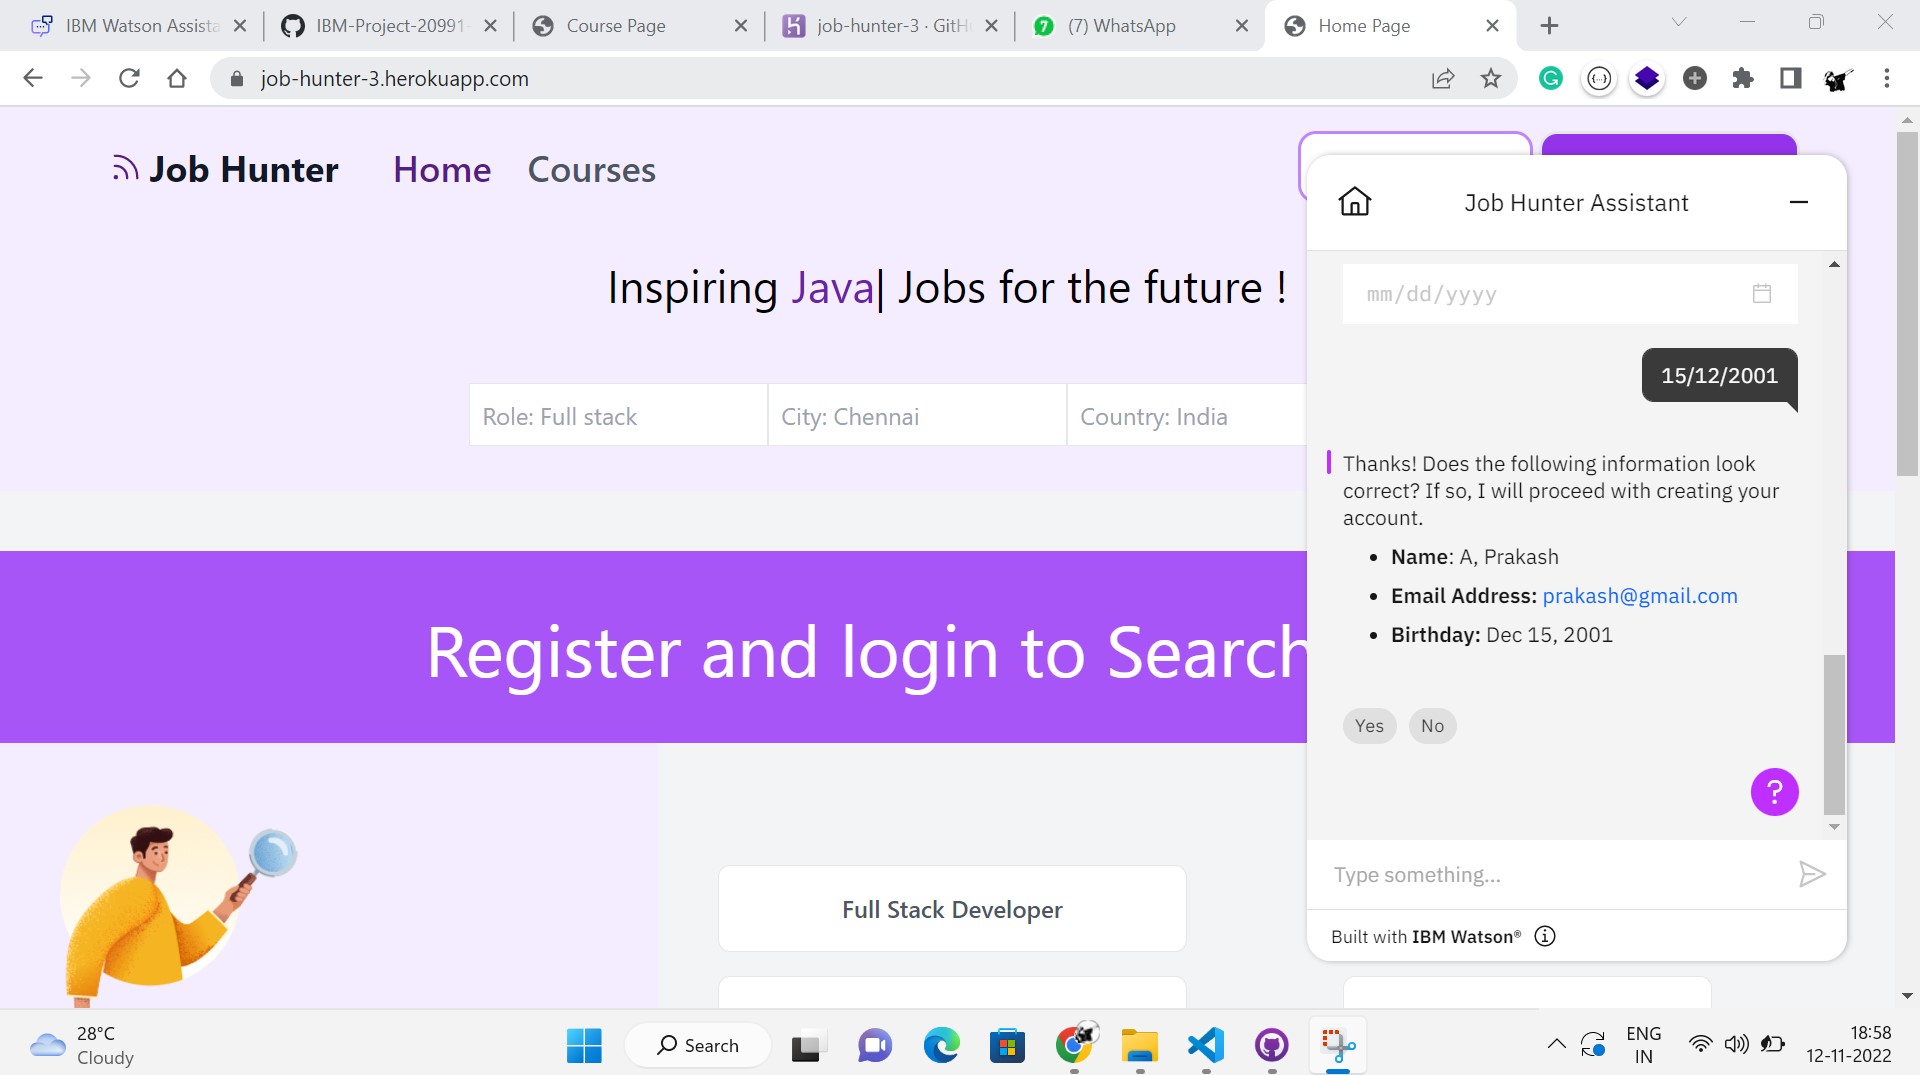 IBM Watson Assista
IBM-Project-20991-
Course Page
job-hunter-3 · GitHu
(7) WhatsApp
Home Page
job-hunter-3.herokuapp.com
Job Hunter
Home
Courses
Inspiring Java| Jobs for the future !
Role: Full stack
City: Chennai
Country: India
Register and login to Search
Full Stack Developer
Job Hunter Assistant
mm/dd/yyyy
15/12/2001
Thanks! Does the following information look
correct? If so, I will proceed with creating your
account.
• Name: A, Prakash
• Email Address: prakash@gmail.com
• Birthday: Dec 15, 2001
Yes
No
?
Type something...
Built with IBM Watson®
28°C
Cloudy
Search
ENG
IN
18:58
12-11-2022